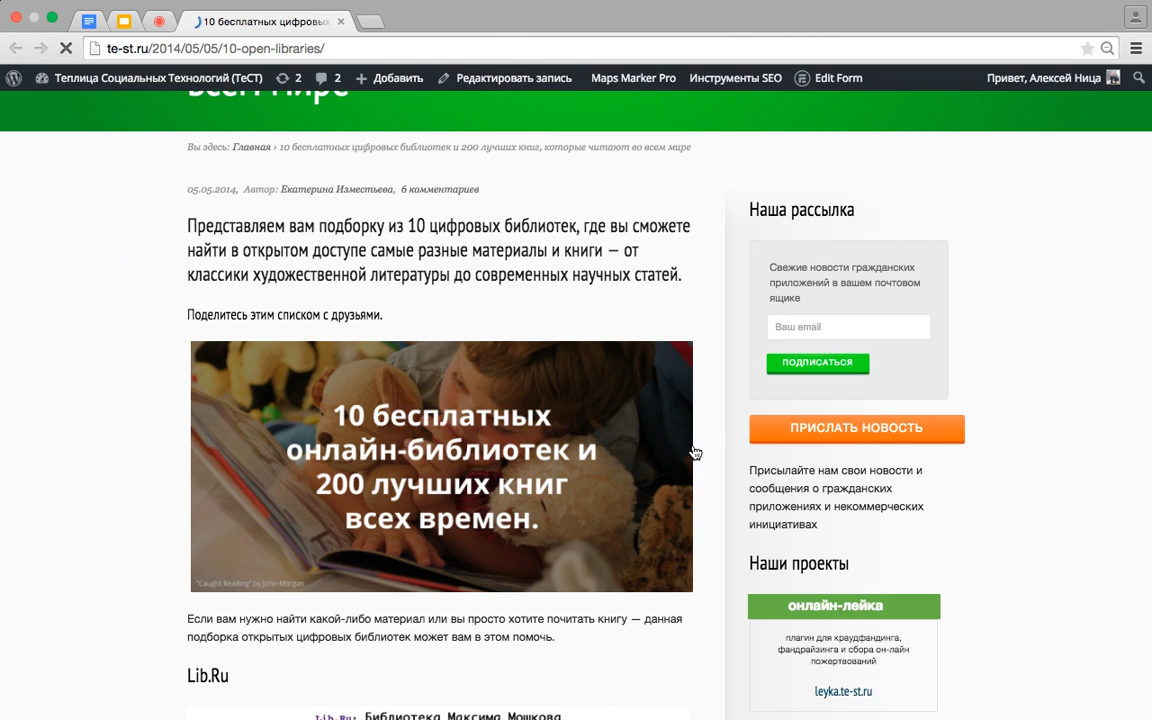 10 бесплатных цифровых
te-st.ru/2014/05/05/10-open-libraries/
Теплица Социальных Технологий (ТеСТ) 2 2 Добавить Редактировать запись Maps Marker Pro Инструменты SEO Edit Form Привет, Алексей Ница
всем мире
Вы здесь: Главная › 10 бесплатных цифровых библиотек и 200 лучших книг, которые читают во всем мире
05.05.2014, Автор: Екатерина Изместьева, 6 комментариев
Представляем вам подборку из 10 цифровых библиотек, где вы сможете
найти в открытом доступе самые разные материалы и книги — от
классики художественной литературы до современных научных статей.
Поделитесь этим списком с друзьями.
10 бесплатных
онлайн-библиотек и
200 лучших книг
всех времен.
"Caught Reading" by John-Morgan
Если вам нужно найти какой-либо материал или вы просто хотите почитать книгу — данная
подборка открытых цифровых библиотек может вам в этом помочь.
Lib.Ru
Lib.Ru: Библиотека Максима Мошкова
Наша рассылка
Свежие новости гражданских
приложений в вашем почтовом
ящике
Ваш email
ПОДПИСАТЬСЯ
ПРИСЛАТЬ НОВОСТЬ
Присылайте нам свои новости и
сообщения о гражданских
приложениях и некоммерческих
инициативах
Наши проекты
онлайн-лейка
плагин для краудфандинга,
фандрайзинга и сбора он-лайн
пожертвований
leyka.te-st.ru